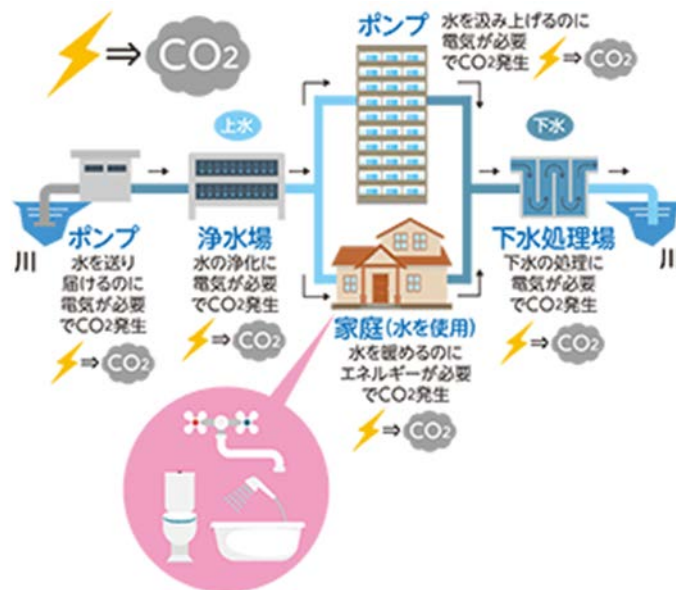 ⇒ CO2
ポンプ
水を汲み上げるのに
電気が必要
でCO2発生
⇒ CO2
上水
下水
川
ポンプ
水を送り
届けるのに
電気が必要
でCO2発生
⇒ CO2
浄水場
水の浄化に
電気が必要
でCO2発生
⇒ CO2
家庭(水を使用)
水を暖めるのに
エネルギーが必要
でCO2発生
⇒ CO2
下水処理場
下水の処理に
電気が必要
でCO2発生
⇒ CO2
川